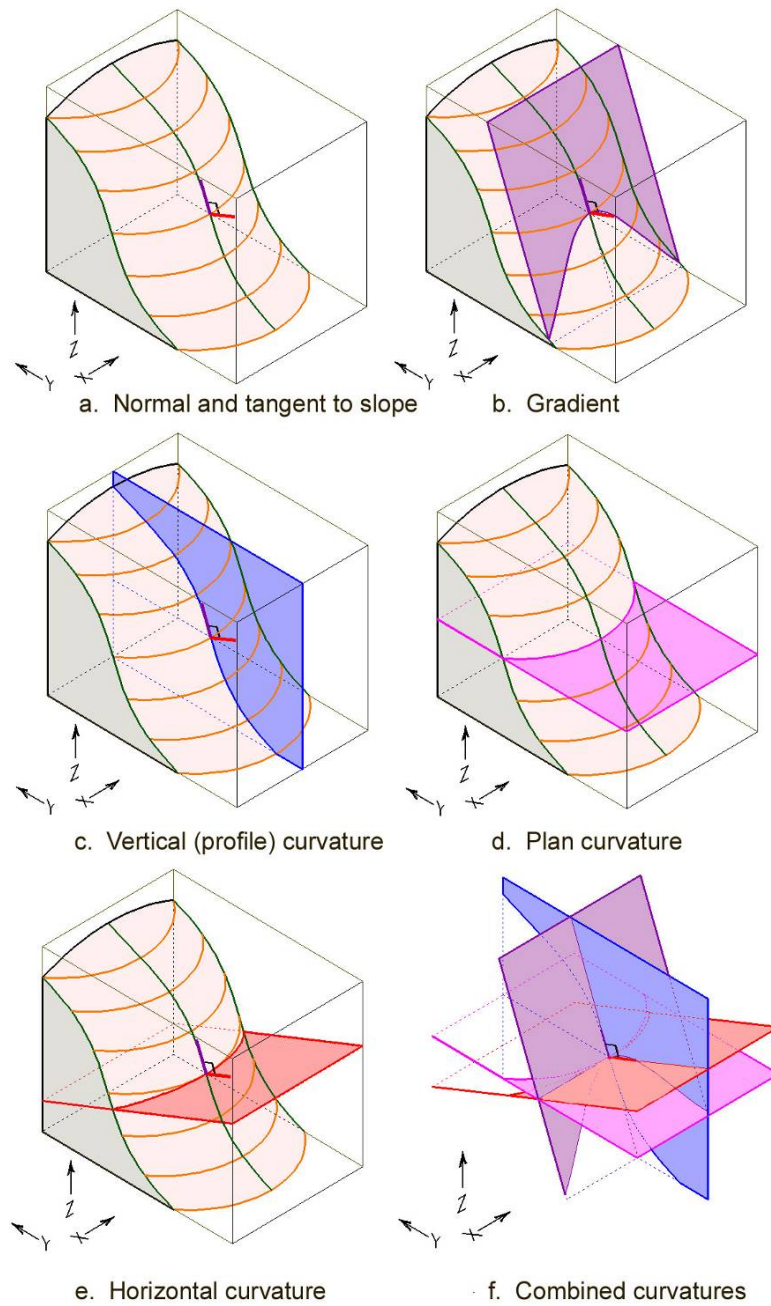 Z
Y X
Z
Y X
a. Normal and tangent to slope
b. Gradient
Z
Y X
Z
Y X
c. Vertical (profile) curvature
d. Plan curvature
Z
Y X
Z
Y X
e. Horizontal curvature
f. Combined curvatures